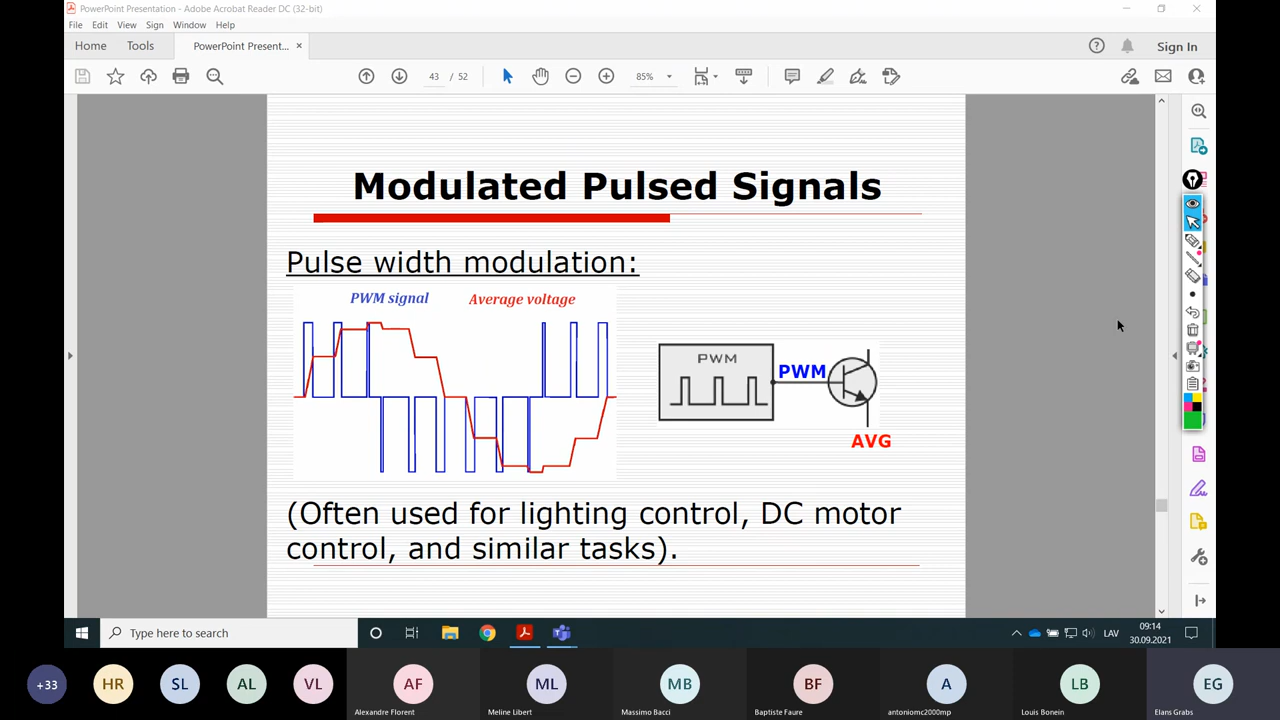 PowerPoint Presentation - Adobe Acrobat Reader DC (32-bit)
File Edit View Sign Window Help
Home Tools PowerPoint Present... × Sign In
43 / 52 85%
Modulated Pulsed Signals
Pulse width modulation:
PWM signal Average voltage
PWM
PWM
AVG
(Often used for lighting control, DC motor
control, and similar tasks).
Type here to search LAV 09:14
30.09.2021
+33 HR SL AL VL AF ML MB BF A LB EG
Alexandre Florent Meline Libert Massimo Bacci Baptiste Faure antoniomc2000mp Louis Bonein Elans Grabs